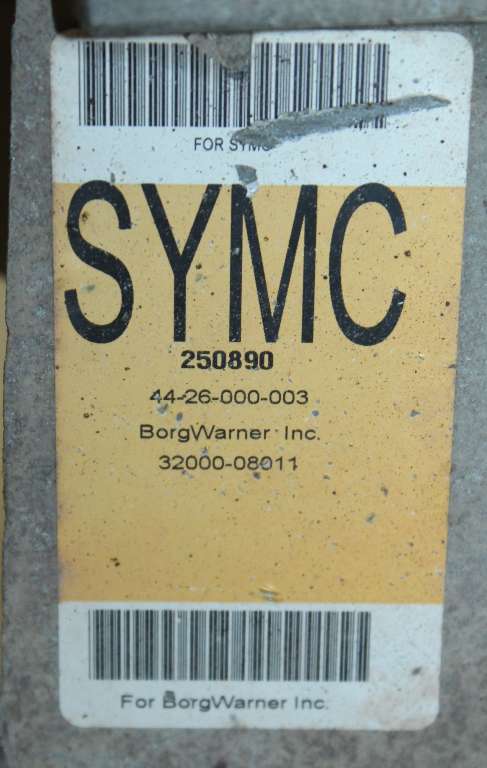 FOR SYMC
SYMC
250890
44-26-000-003
BorgWarner Inc.
32000-08011
For BorgWarner Inc.